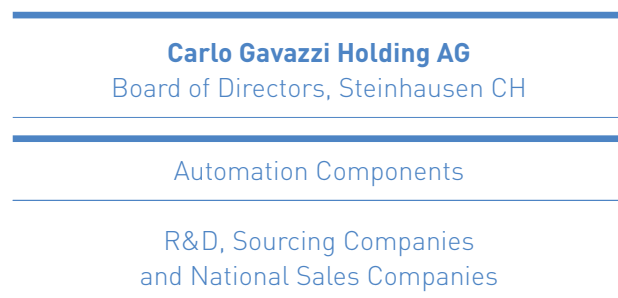 Carlo Gavazzi Holding AG
Board of Directors, Steinhausen CH
Automation Components
R&D, Sourcing Companies
and National Sales Companies